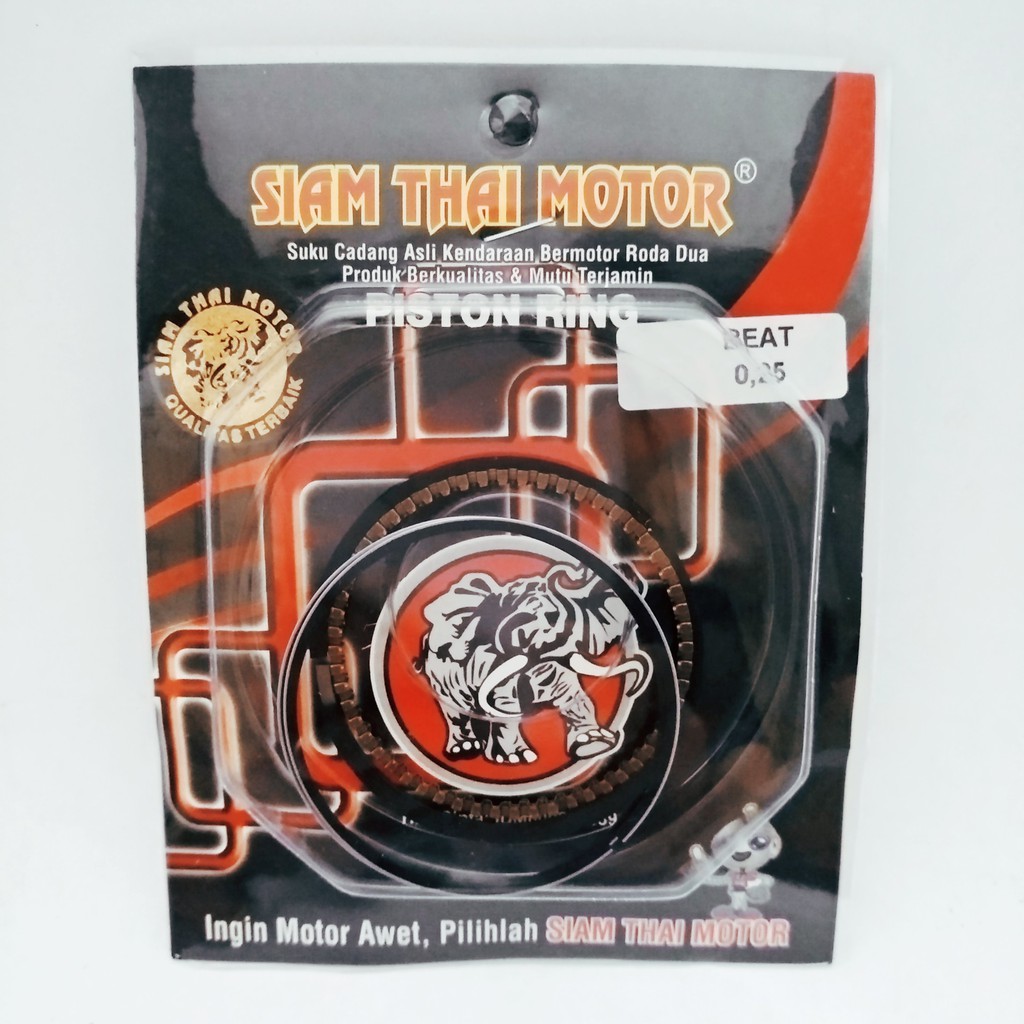 SIAM THAI MOTOR®
Suku Cadang Asli Kendaraan Bermotor Roda Dua
Produk Berkualitas & Mutu Terjamin
PISTON RING
SIAM THAI MOTOR
QUALITAS TERBAIK
BEAT
0,25
Ingin Motor Awet, Pilihlah SIAM THAI MOTOR